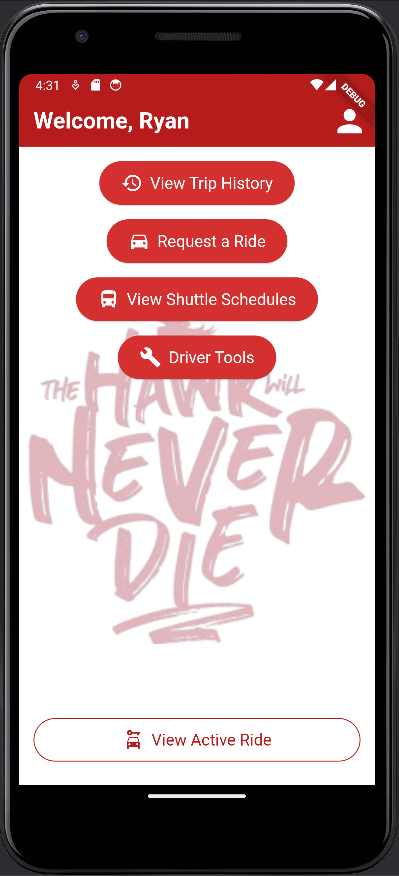 4:31
DEBUG
Welcome, Ryan
View Trip History
Request a Ride
View Shuttle Schedules
Driver Tools
THE HAWK WILL
NEVER
DIE
View Active Ride